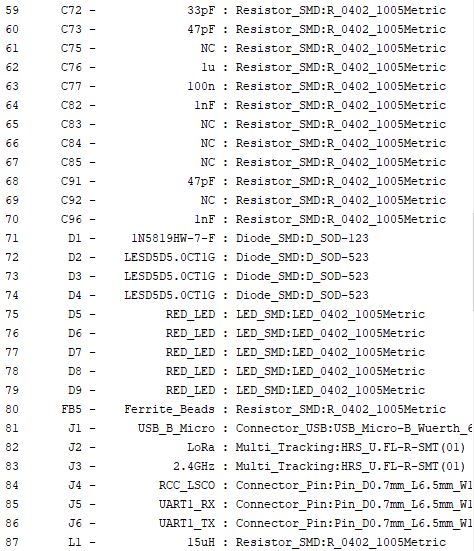 59 C72 - 33pF : Resistor_SMD:R_0402_1005Metric
60 C73 - 47pF : Resistor_SMD:R_0402_1005Metric
61 C75 - NC : Resistor_SMD:R_0402_1005Metric
62 C76 - 1u : Resistor_SMD:R_0402_1005Metric
63 C77 - 100n : Resistor_SMD:R_0402_1005Metric
64 C82 - 1nF : Resistor_SMD:R_0402_1005Metric
65 C83 - NC : Resistor_SMD:R_0402_1005Metric
66 C84 - NC : Resistor_SMD:R_0402_1005Metric
67 C85 - NC : Resistor_SMD:R_0402_1005Metric
68 C91 - 47pF : Resistor_SMD:R_0402_1005Metric
69 C92 - NC : Resistor_SMD:R_0402_1005Metric
70 C96 - 1nF : Resistor_SMD:R_0402_1005Metric
71 D1 - 1N5819HW-7-F : Diode_SMD:D_SOD-123
72 D2 - LESD5D5.0CT1G : Diode_SMD:D_SOD-523
73 D3 - LESD5D5.0CT1G : Diode_SMD:D_SOD-523
74 D4 - LESD5D5.0CT1G : Diode_SMD:D_SOD-523
75 D5 - RED_LED : LED_SMD:LED_0402_1005Metric
76 D6 - RED_LED : LED_SMD:LED_0402_1005Metric
77 D7 - RED_LED : LED_SMD:LED_0402_1005Metric
78 D8 - RED_LED : LED_SMD:LED_0402_1005Metric
79 D9 - RED_LED : LED_SMD:LED_0402_1005Metric
80 FB5 - Ferrite_Beads : Resistor_SMD:R_0402_1005Metric
81 J1 - USB_B_Micro : Connector_USB:USB_Micro-B_Wuerth_6
82 J2 - LoRa : Multi_Tracking:HRS_U.FL-R-SMT(01)
83 J3 - 2.4GHz : Multi_Tracking:HRS_U.FL-R-SMT(01)
84 J4 - RCC_LSCO : Connector_Pin:Pin_D0.7mm_L6.5mm_W1
85 J5 - UART1_RX : Connector_Pin:Pin_D0.7mm_L6.5mm_W1
86 J6 - UART1_TX : Connector_Pin:Pin_D0.7mm_L6.5mm_W1
87 L1 - 15uH : Resistor_SMD:R_0402_1005Metric